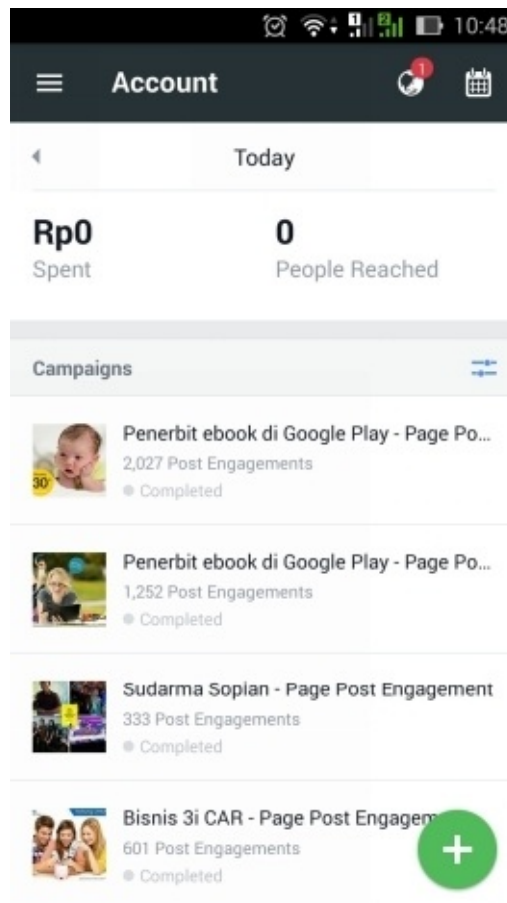 10:48
Account
1
Today
Rp0
0
Spent
People Reached
Campaigns
Penerbit ebook di Google Play - Page Po...
2,027 Post Engagements
Completed
30
Penerbit ebook di Google Play - Page Po...
1,252 Post Engagements
Completed
Sudarma Sopian - Page Post Engagement
333 Post Engagements
Completed
Bisnis 3i CAR - Page Post Engagem
601 Post Engagements
Completed